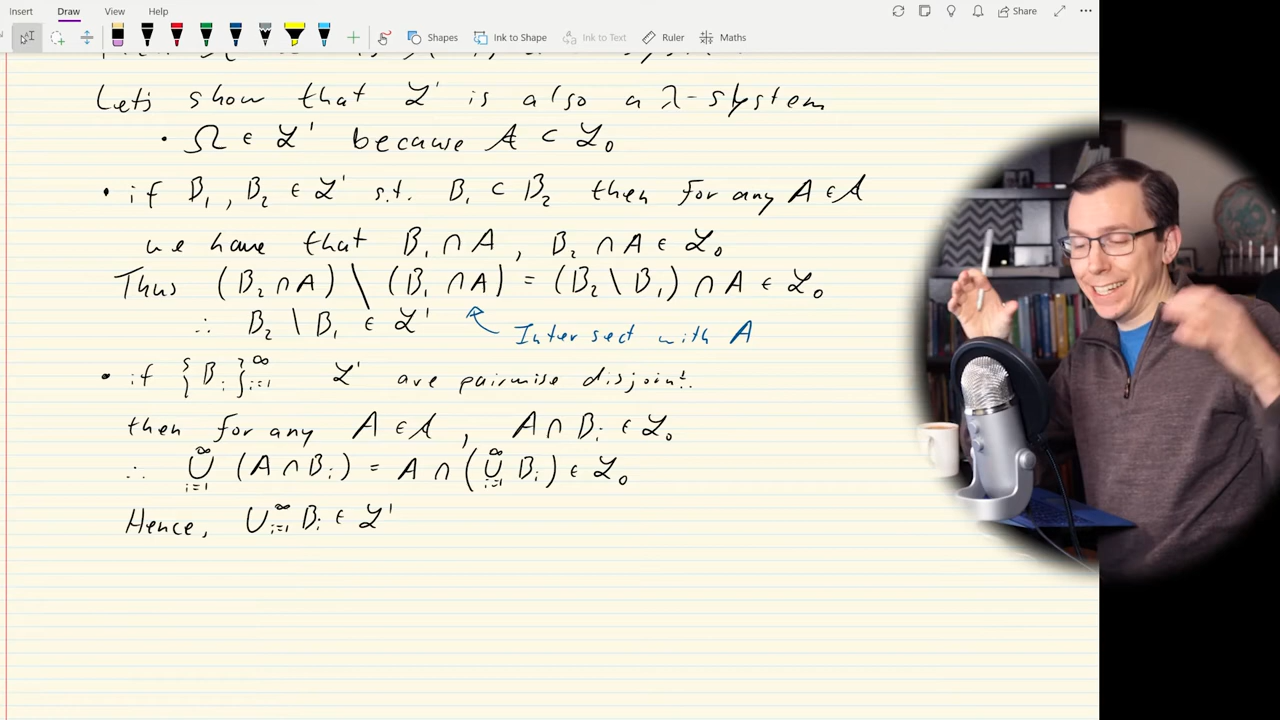 Insert Draw View Help Share
Shapes Ink to Shape Ink to Text Ruler Maths
Let's show that ℒ' is also a λ-system
• Ω ∈ ℒ' because 𝒜 ⊂ ℒ₀
• if B₁, B₂ ∈ ℒ' s.t. B₁ ⊂ B₂ then for any A ∈ 𝒜
we have that B₁ ∩ A, B₂ ∩ A ∈ ℒ₀
Thus (B₂ ∩ A) \ (B₁ ∩ A) = (B₂ \ B₁) ∩ A ∈ ℒ₀
∴ B₂ \ B₁ ∈ ℒ'
Intersect with A
• if {Bᵢ}ᵢ₌₁^∞ ℒ' are pairwise disjoint.
then for any A ∈ 𝒜, A ∩ Bᵢ ∈ ℒ₀
∴ ⋃ᵢ₌₁^∞ (A ∩ Bᵢ) = A ∩ (⋃ᵢ₌₁^∞ Bᵢ) ∈ ℒ₀
Hence, ⋃ᵢ₌₁^∞ Bᵢ ∈ ℒ'